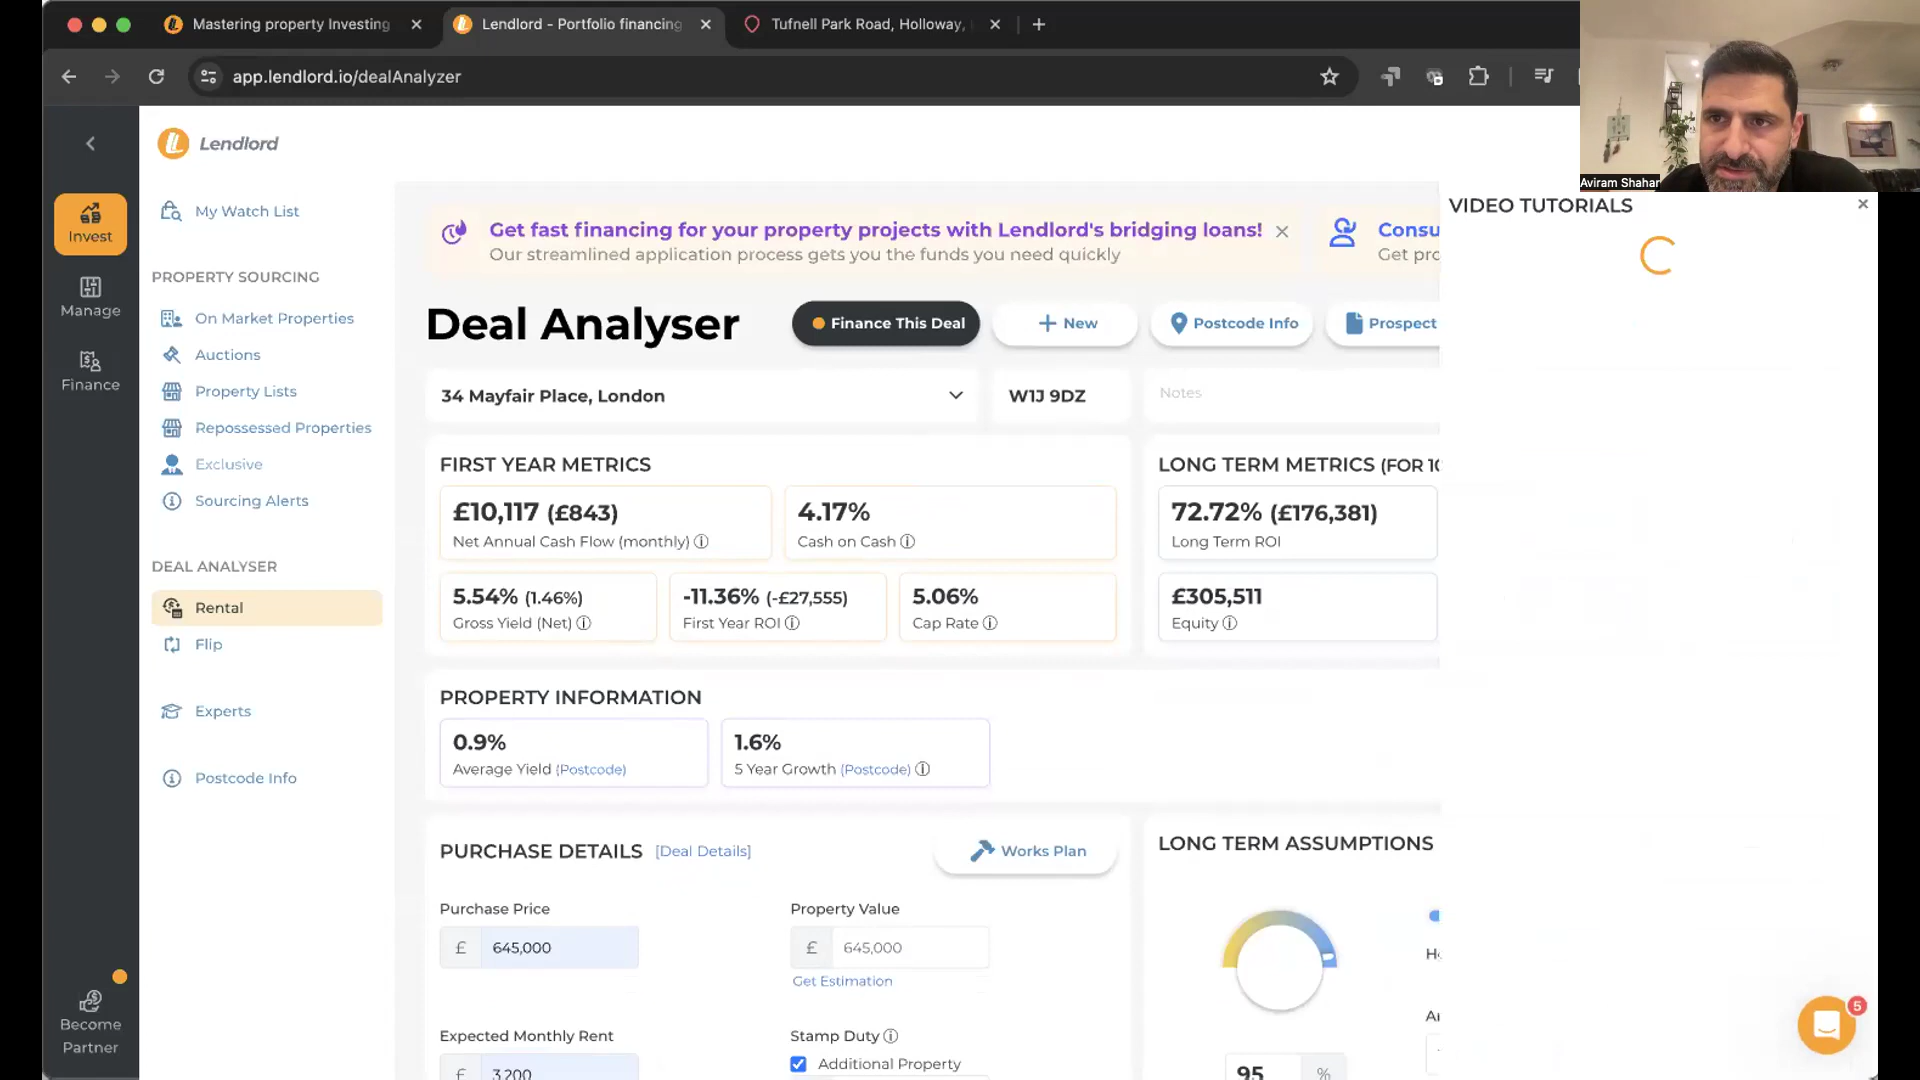 Mastering property Investing
Lendlord - Portfolio financing
Tufnell Park Road, Holloway,
app.lendlord.io/dealAnalyzer
Aviram Shahar
Lendlord
Invest
Manage
Finance
Become
Partner
My Watch List
PROPERTY SOURCING
On Market Properties
Auctions
Property Lists
Repossessed Properties
Exclusive
Sourcing Alerts
DEAL ANALYSER
Rental
Flip
Experts
Postcode Info
Get fast financing for your property projects with Lendlord's bridging loans!
Our streamlined application process gets you the funds you need quickly
Consu
Get pro
VIDEO TUTORIALS
Deal Analyser
Finance This Deal
New
Postcode Info
Prospect
34 Mayfair Place, London
W1J 9DZ
Notes
FIRST YEAR METRICS
£10,117 (£843)
Net Annual Cash Flow (monthly)
4.17%
Cash on Cash
5.54% (1.46%)
Gross Yield (Net)
-11.36% (-£27,555)
First Year ROI
5.06%
Cap Rate
LONG TERM METRICS (FOR 10
72.72% (£176,381)
Long Term ROI
£305,511
Equity
PROPERTY INFORMATION
0.9%
Average Yield (Postcode)
1.6%
5 Year Growth (Postcode)
PURCHASE DETAILS [Deal Details]
Works Plan
Purchase Price
£ 645,000
Property Value
£ 645,000
Get Estimation
Expected Monthly Rent
£ 3,200
Stamp Duty
Additional Property
LONG TERM ASSUMPTIONS
95 %
5